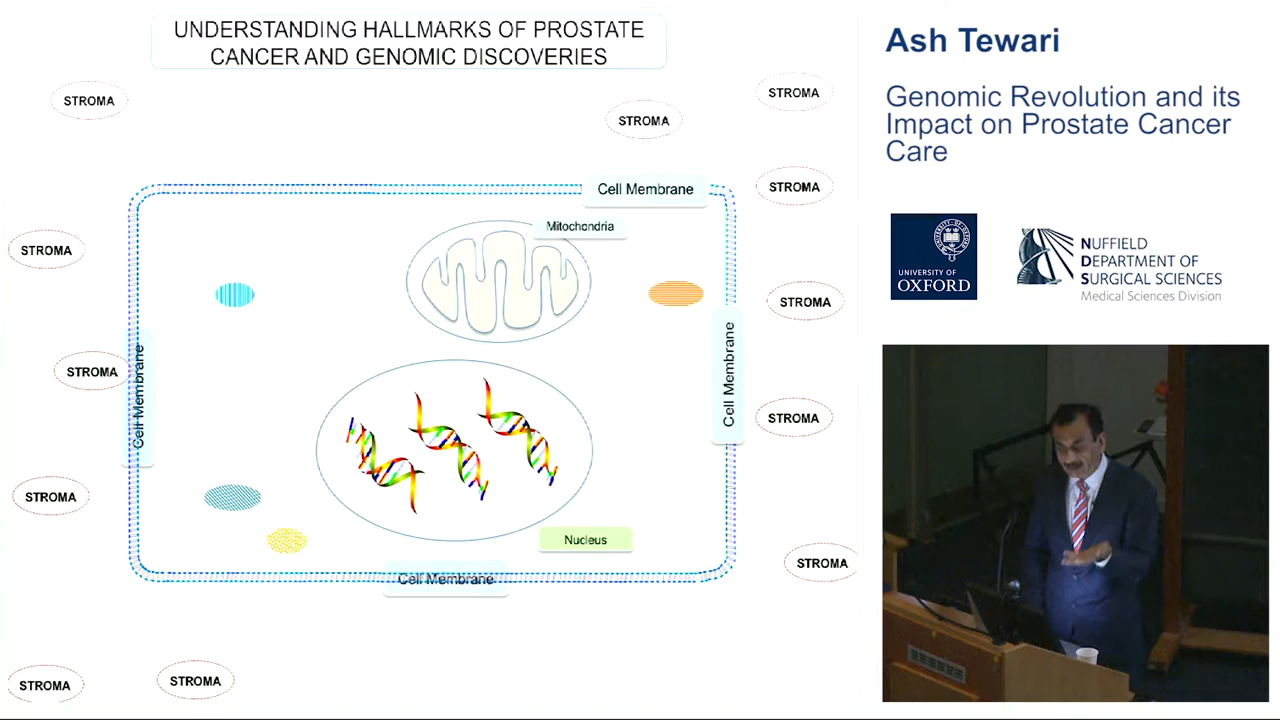 UNDERSTANDING HALLMARKS OF PROSTATE
CANCER AND GENOMIC DISCOVERIES
STROMA
STROMA
STROMA
Cell Membrane
STROMA
Mitochondria
STROMA
STROMA
Cell Membrane
STROMA
Cell Membrane
STROMA
STROMA
Nucleus
STROMA
Cell Membrane
STROMA
STROMA
Ash Tewari
Genomic Revolution and its
Impact on Prostate Cancer
Care
UNIVERSITY OF
OXFORD
NUFFIELD
DEPARTMENT OF
SURGICAL SCIENCES
Medical Sciences Division